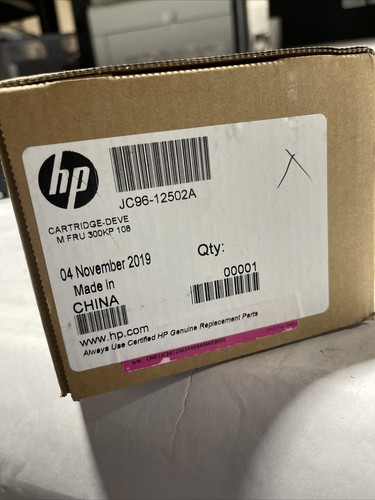 hp
JC96-12502A
CARTRIDGE-DEVE
M FRU 300KP 108
04 November 2019
Qty:
Made in
00001
CHINA
www.hp.com
Always Use Certified HP Genuine Replacement Parts
S/N :